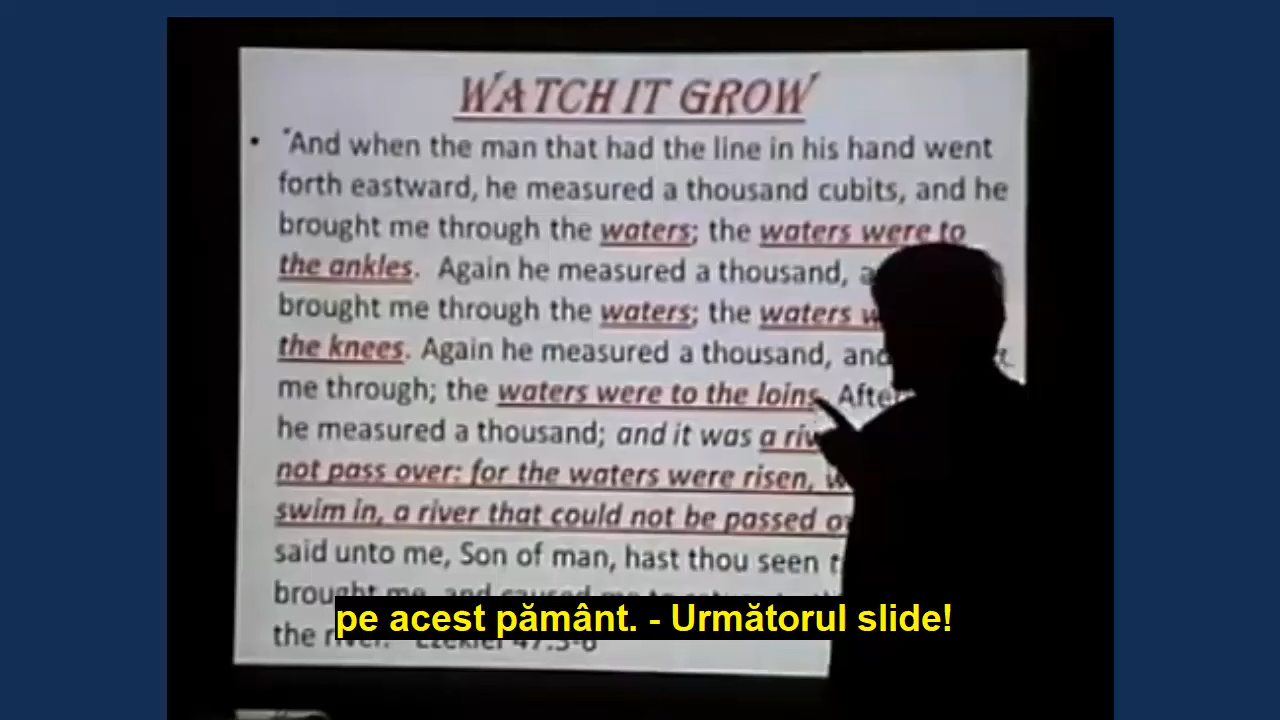 WATCH IT GROW
• "And when the man that had the line in his hand went
forth eastward, he measured a thousand cubits, and he
brought me through the waters; the waters were to
the ankles. Again he measured a thousand,
brought me through the waters; the waters
the knees. Again he measured a thousand, and
me through; the waters were to the loins. After
he measured a thousand; and it was a
not pass over: for the waters were risen,
swim in, a river that could not be passed
said unto me, Son of man, hast thou seen
brought me, and caused me to
pe acest pământ. - Următorul slide!
the Ezekiel 47:3-6